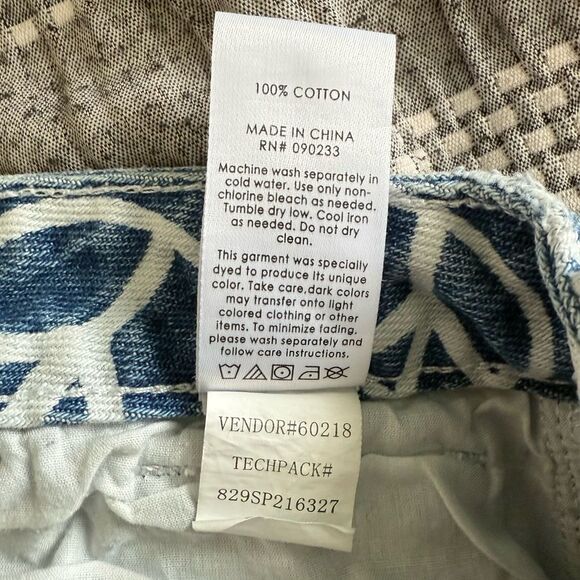 100% COTTON
MADE IN CHINA
RN# 090233
Machine wash separately in
cold water. Use only non-
chlorine bleach as needed.
Tumble dry low. Cool iron
as needed. Do not dry
clean.
This garment was specially
dyed to produce its unique
color. Take care,dark colors
may transfer onto light
colored clothing or other
items. To minimize fading,
please wash separately and
follow care instructions.
VENDOR#60218
TECHPACK#
829SP216327